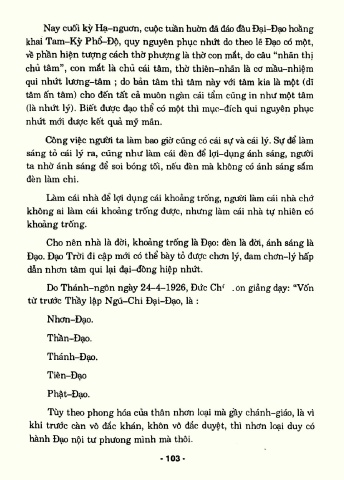 Nay cuối kỳ Hạ-nguơn, cuộc tuần huờn đã đáo đầu Đại-Đạo hoằng
khai Tam-Kỳ Phổ-Độ, quy nguyên phục nhứt do theo lẽ Đạo có một,
về phần hiện tượng cách thờ phượng là thờ con mắt, do câu "nhãn thị
chủ tâm", con mắt là chủ cái tâm, thờ thiên-nhãn là cơ mầu-nhiệm
qui nhứt lương-tâm ; do bản tâm thì tâm này với tâm kia là một (dĩ
tâm ấn tâm) cho đến tất cả muôn ngàn cái tâm cũng in như một tâm
(là nhứt lý). Biết được đạo thể có một thì mục-đích qui nguyên phục
nhứt mới được kết quả mỹ mãn.
Công việc người ta làm bao giờ cũng có cái sự và cái lý. Sự để làm
sáng tỏ cái lý ra, cũng như làm cái đèn để lợi-dụng ánh sáng, người
ta nhờ ánh sáng để soi bóng tối, nếu đèn mà không có ánh sáng sắm
đèn làm chi.
Làm cái nhà để lợi dụng cái khoảng trống, người làm cái nhà chớ
không ai làm cái khoảng trống được, nhưng làm cái nhà tự nhiên có
khoảng trống.
Cho nên nhà là đời, khoảng trống là Đạo: đèn là đời, ánh sáng là
Đạo. Đạo Trời đi cập mới có thể bày tỏ được chơn lý, đam chơn-lý hấp
dẫn nhơn tâm qui lại đại-đồng hiệp nhứt.
Do Thánh-ngôn ngày 24-4-1926, Đức giảng dạy: "Vốn
từ trước Thầy lập Ngũ-Chi Đại-Đạo, là :
Nhơn-Đạo.
Thần-Đạo.
Thánh-Đạo.
Tiên-Đạo
Phật-Đạo.
Tùy theo phong hóa của thân nhơn loại mà gầy chánh-giáo, là vì
khi trước càn vô đắc khán, khôn vô đắc duyệt, thì nhơn loại duy có
hành Đạo nội tư phương mình mà thôi.
- 103 -